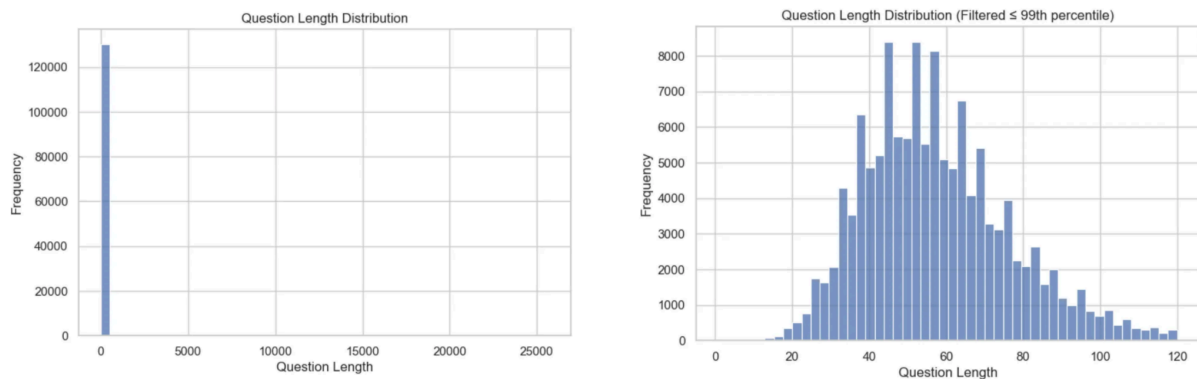 Question Length Distribution
120000
100000
80000
60000
40000
20000
0
Frequency
0 5000 10000 15000 20000 25000
Question Length
Question Length Distribution (Filtered ≤ 99th percentile)
8000
7000
6000
5000
4000
3000
2000
1000
0
Frequency
0 20 40 60 80 100 120
Question Length